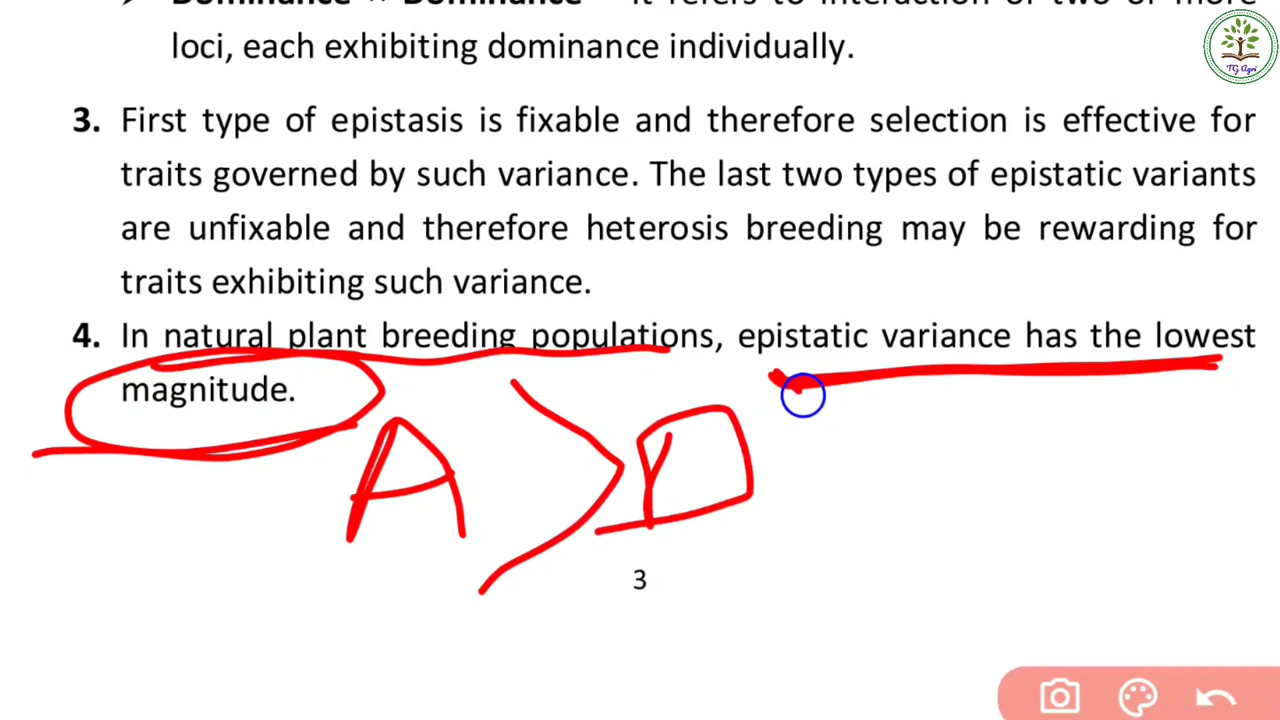 loci, each exhibiting dominance individually.
TG Agri
3. First type of epistasis is fixable and therefore selection is effective for
traits governed by such variance. The last two types of epistatic variants
are unfixable and therefore heterosis breeding may be rewarding for
traits exhibiting such variance.
4. In natural plant breeding populations, epistatic variance has the lowest
magnitude.
A > D
3